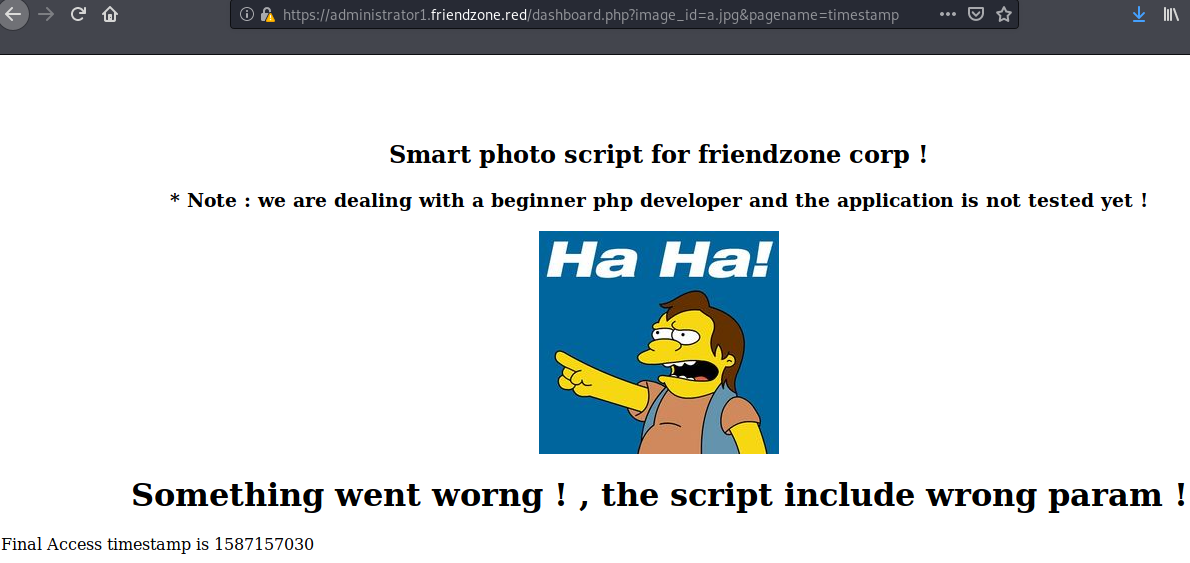 https://administrator1.friendzone.red/dashboard.php?image_id=a.jpg&pagename=timestamp
Smart photo script for friendzone corp !
* Note : we are dealing with a beginner php developer and the application is not tested yet !
Ha Ha!
Something went worng ! , the script include wrong param !
Final Access timestamp is 1587157030